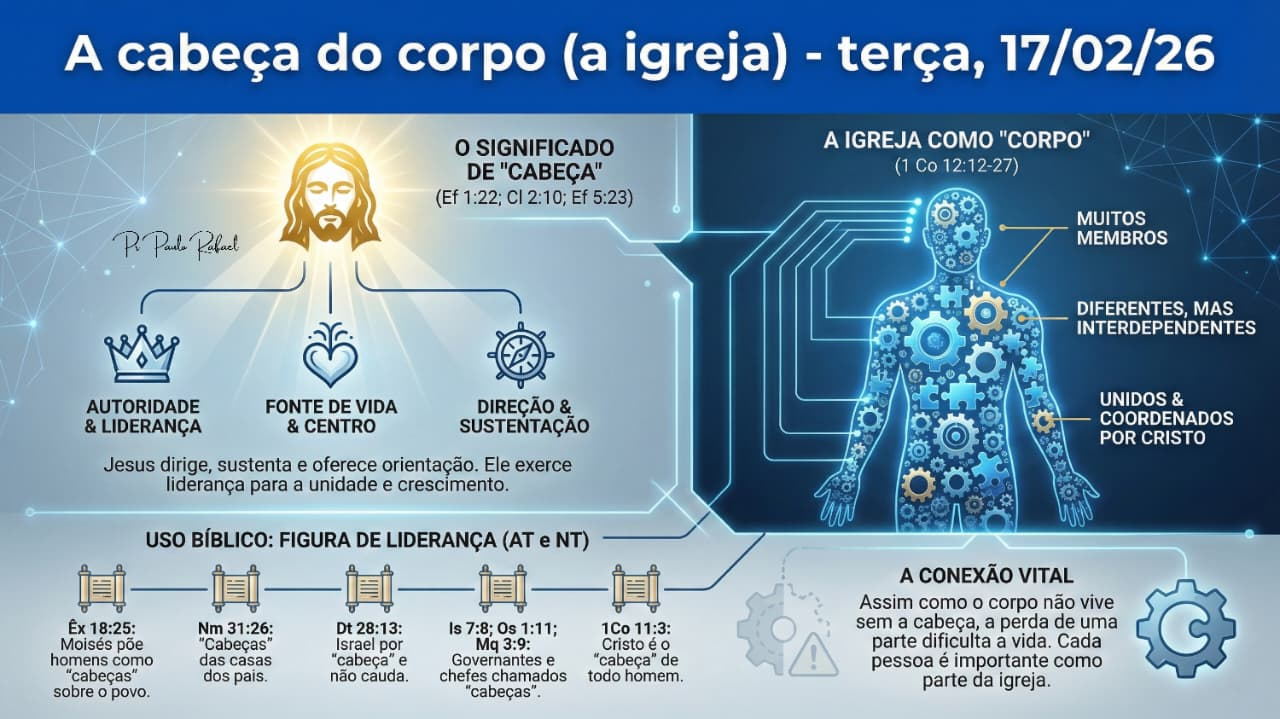 A cabeça do corpo (a igreja) - terça, 17/02/26
O SIGNIFICADO
DE "CABEÇA"
(Ef 1:22; Cl 2:10; Ef 5:23)
Pr. Paulo Rafael
AUTORIDADE
& LIDERANÇA
FONTE DE VIDA
& CENTRO
DIREÇÃO &
SUSTENTAÇÃO
Jesus dirige, sustenta e oferece orientação. Ele exerce
liderança para a unidade e crescimento.
A IGREJA COMO "CORPO"
(1 Co 12:12-27)
MUITOS
MEMBROS
DIFERENTES, MAS
INTERDEPENDENTES
UNIDOS &
COORDENADOS
POR CRISTO
USO BÍBLICO: FIGURA DE LIDERANÇA (AT e NT)
Êx 18:25:
Moisés põe
homens como
"cabeças"
sobre o povo.
Nm 31:26:
"Cabeças"
das casas
dos pais.
Dt 28:13:
Israel por
"cabeça" e
não cauda.
Is 7:8; Os 1:11;
Mq 3:9:
Governantes e
chefes chamados
"cabeças".
1Co 11:3:
Cristo é o
"cabeça" de
todo homem.
A CONEXÃO VITAL
Assim como o corpo não vive
sem a cabeça, a perda de uma
parte dificulta a vida. Cada
pessoa é importante como
parte da igreja.